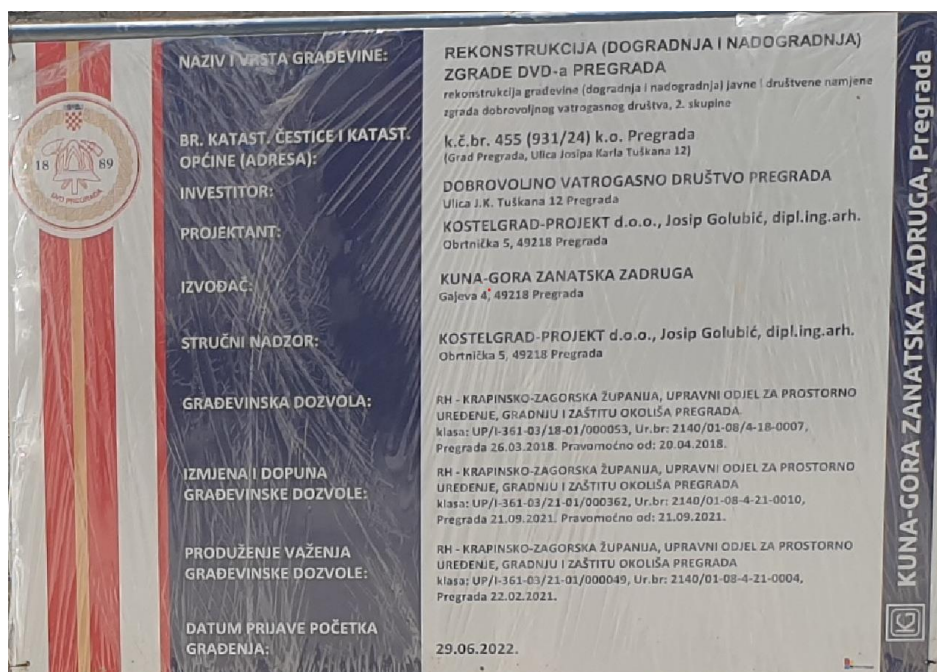 18 89
DVD PREGRADA
NAZIV I VRSTA GRAĐEVINE:
REKONSTRUKCIJA (DOGRADNJA I NADOGRADNJA)
ZGRADE DVD-a PREGRADA
rekonstrukcija građevine (dogradnja i nadogradnja) javne i društvene namjene
zgrada dobrovoljnog vatrogasnog društva, 2. skupine
BR. KATAST. ČESTICE I KATAST.
OPĆINE (ADRESA):
k.č.br. 455 (931/24) k.o. Pregrada
(Grad Pregrada, Ulica Josipa Karla Tuškana 12)
INVESTITOR:
DOBROVOLJNO VATROGASNO DRUŠTVO PREGRADA
Ulica J.K. Tuškana 12 Pregrada
PROJEKTANT:
KOSTELGRAD-PROJEKT d.o.o., Josip Golubić, dipl.ing.arh.
Obrtnička 5, 49218 Pregrada
IZVOĐAČ:
KUNA-GORA ZANATSKA ZADRUGA
Gajeva 4, 49218 Pregrada
STRUČNI NADZOR:
KOSTELGRAD-PROJEKT d.o.o., Josip Golubić, dipl.ing.arh.
Obrtnička 5, 49218 Pregrada
GRAĐEVINSKA DOZVOLA:
RH - KRAPINSKO-ZAGORSKA ŽUPANIJA, UPRAVNI ODJEL ZA PROSTORNO
UREĐENJE, GRADNJU I ZAŠTITU OKOLIŠA PREGRADA
klasa: UP/I-361-03/18-01/000053, Ur.br: 2140/01-08/4-18-0007,
Pregrada 26.03.2018. Pravomoćno od: 20.04.2018.
IZMJENA I DOPUNA
GRAĐEVINSKE DOZVOLE:
RH - KRAPINSKO-ZAGORSKA ŽUPANIJA, UPRAVNI ODJEL ZA PROSTORNO
UREĐENJE, GRADNJU I ZAŠTITU OKOLIŠA PREGRADA
klasa: UP/I-361-03/21-01/000362, Ur.br: 2140/01-08-4-21-0010,
Pregrada 21.09.2021. Pravomoćno od: 21.09.2021.
PRODUŽENJE VAŽENJA
GRAĐEVINSKE DOZVOLE:
RH - KRAPINSKO-ZAGORSKA ŽUPANIJA, UPRAVNI ODJEL ZA PROSTORNO
UREĐENJE, GRADNJU I ZAŠTITU OKOLIŠA PREGRADA
klasa: UP/I-361-03/21-01/000049, Ur.br: 2140/01-08-4-21-0004,
Pregrada 22.02.2021.
DATUM PRIJAVE POČETKA
GRAĐENJA:
29.06.2022.
KUNA-GORA ZANATSKA ZADRUGA, Pregrada